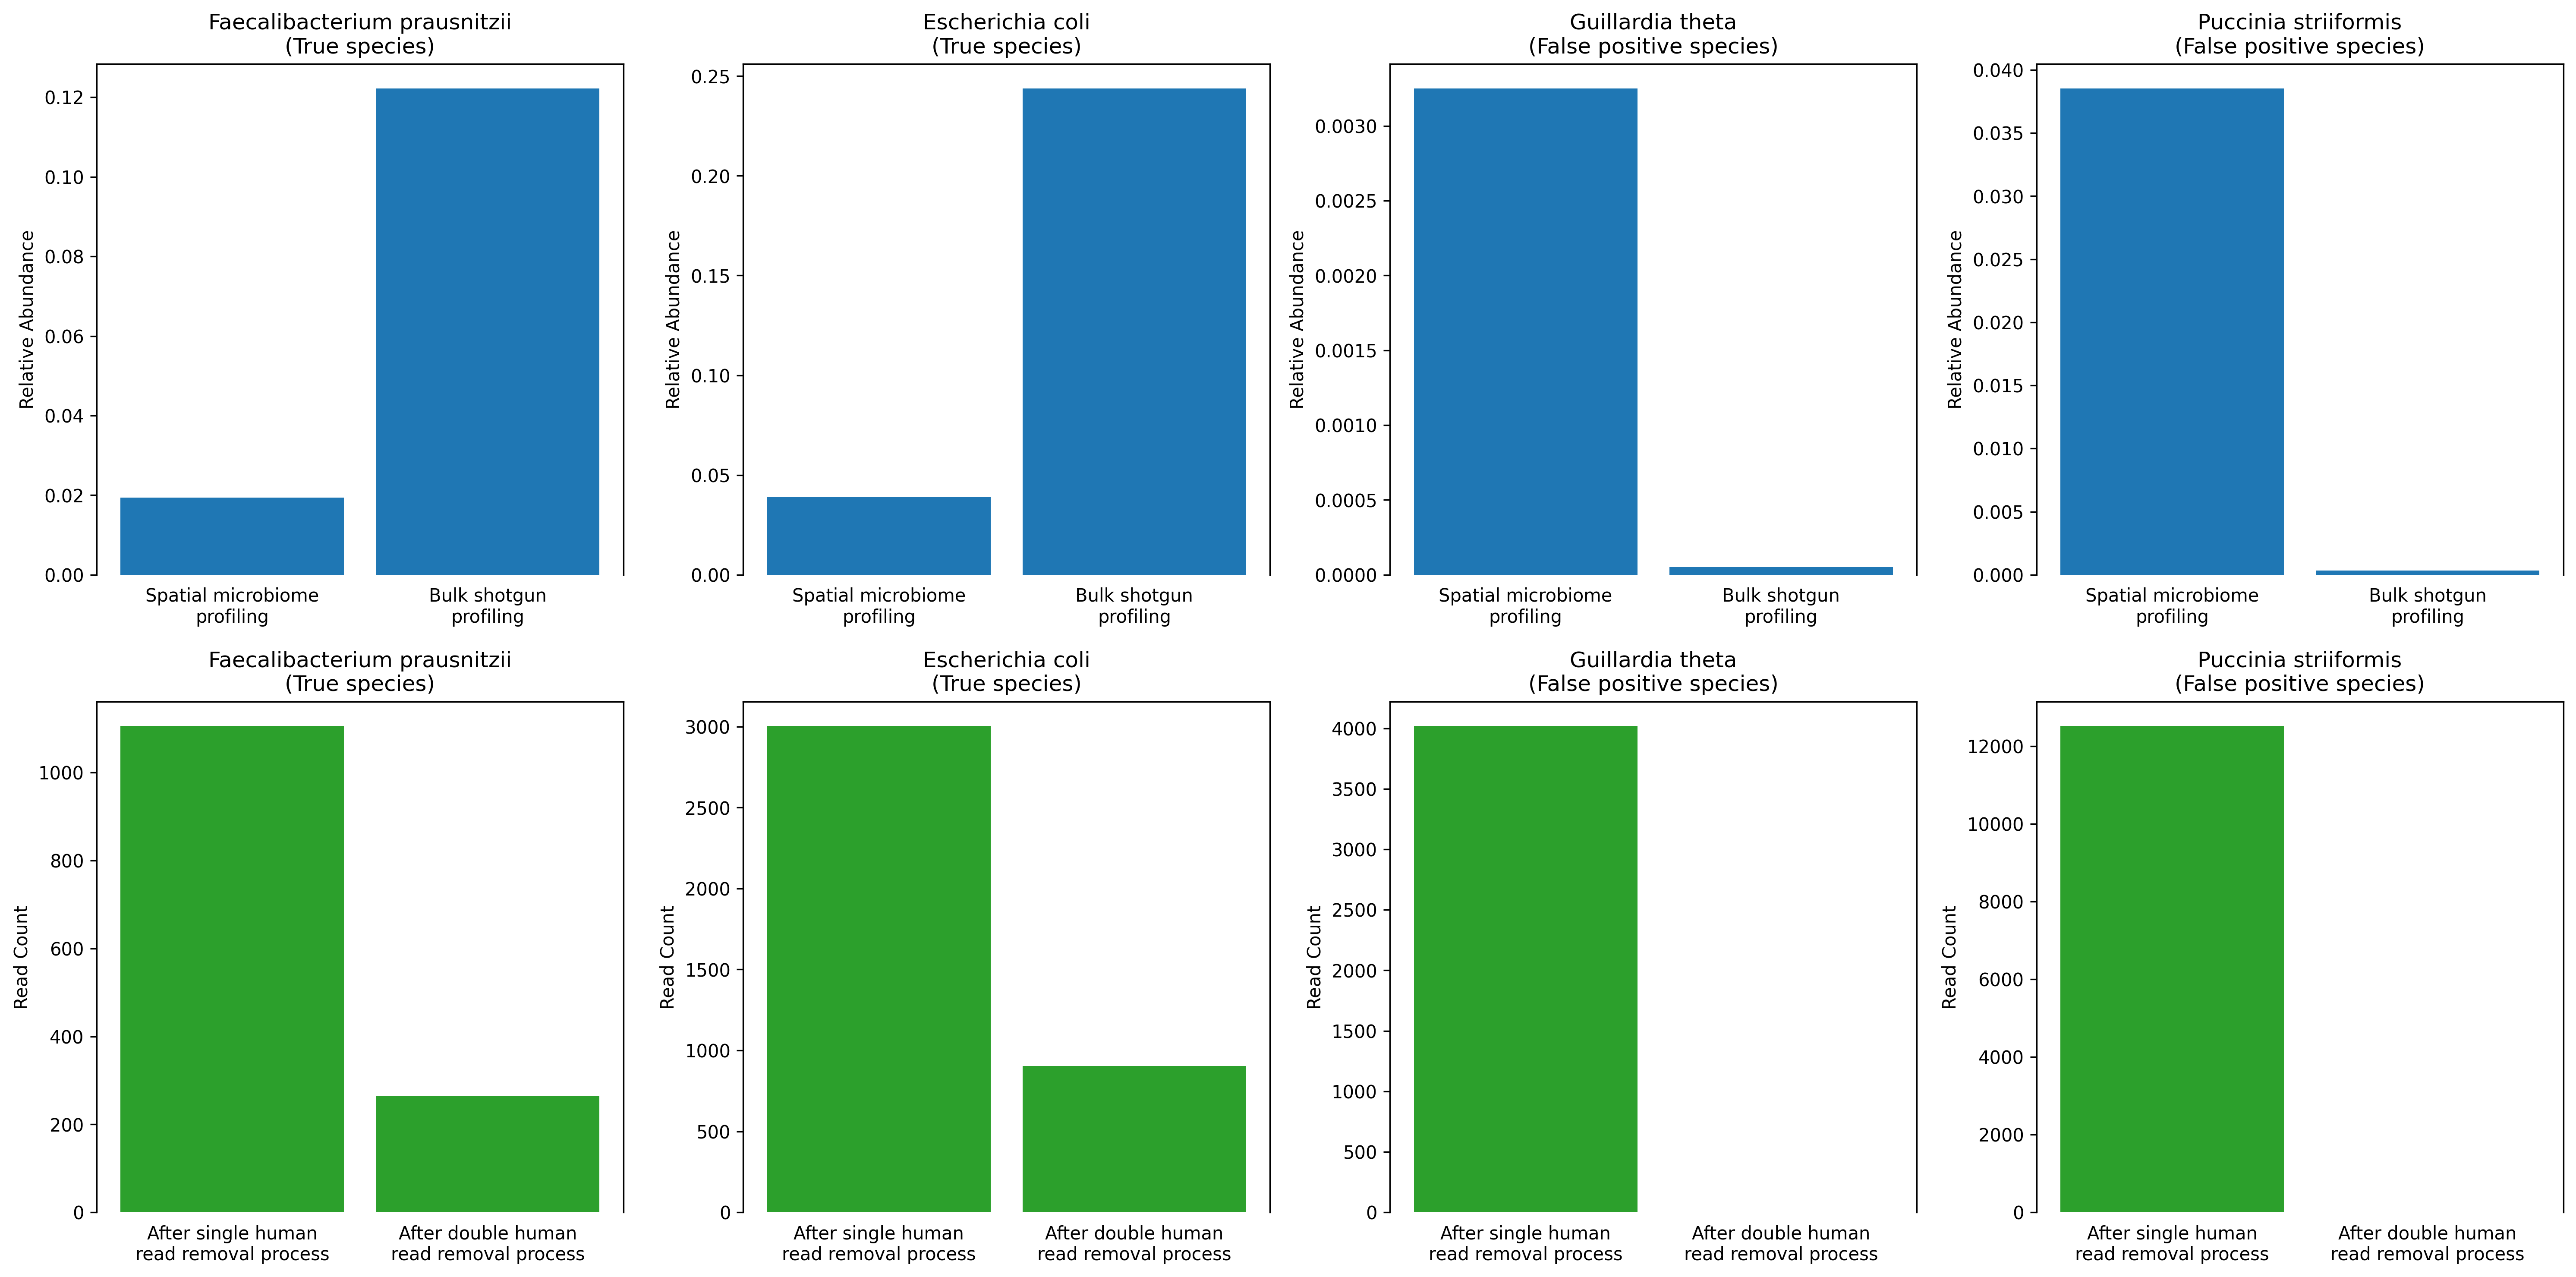 Faecalibacterium prausnitzii
(True species)
Relative Abundance
0.12
0.10
0.08
0.06
0.04
0.02
0.00
Spatial microbiome
profiling
Bulk shotgun
profiling
Escherichia coli
(True species)
Relative Abundance
0.25
0.20
0.15
0.10
0.05
0.00
Spatial microbiome
profiling
Bulk shotgun
profiling
Guillardia theta
(False positive species)
Relative Abundance
0.0030
0.0025
0.0020
0.0015
0.0010
0.0005
0.0000
Spatial microbiome
profiling
Bulk shotgun
profiling
Puccinia striiformis
(False positive species)
Relative Abundance
0.040
0.035
0.030
0.025
0.020
0.015
0.010
0.005
0.000
Spatial microbiome
profiling
Bulk shotgun
profiling
Faecalibacterium prausnitzii
(True species)
Read Count
1000
800
600
400
200
0
After single human
read removal process
After double human
read removal process
Escherichia coli
(True species)
Read Count
3000
2500
2000
1500
1000
500
0
After single human
read removal process
After double human
read removal process
Guillardia theta
(False positive species)
Read Count
4000
3500
3000
2500
2000
1500
1000
500
0
After single human
read removal process
After double human
read removal process
Puccinia striiformis
(False positive species)
Read Count
12000
10000
8000
6000
4000
2000
0
After single human
read removal process
After double human
read removal process